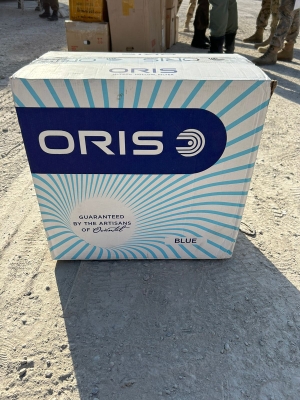 ORIS
ORIS
GUARANTEED
BY THE ARTISANS
OF Oriental
BLUE